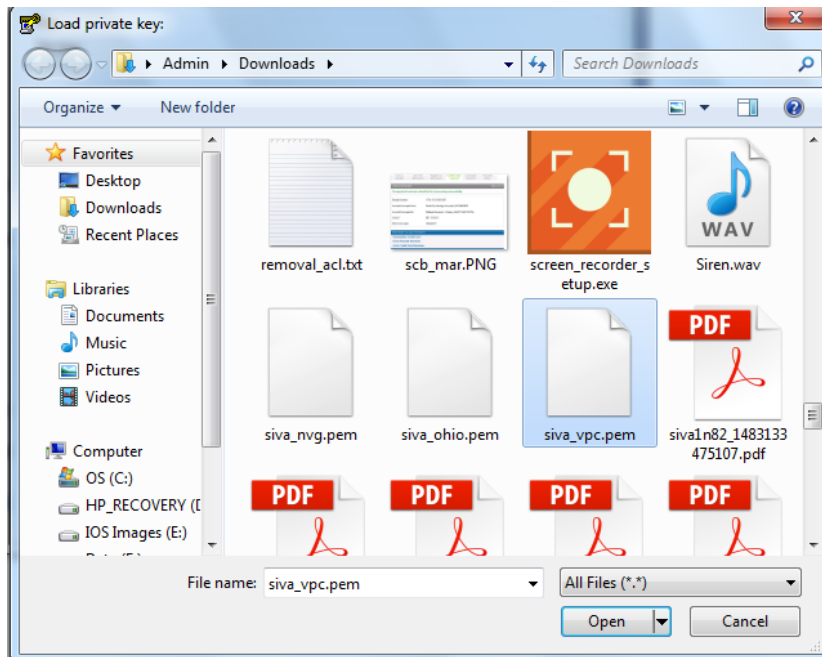 Load private key:
Admin Downloads
Search Downloads
Organize New folder
Favorites
Desktop
Downloads
Recent Places
Libraries
Documents
Music
Pictures
Videos
Computer
OS (C:)
HP_RECOVERY (D
IOS Images (E:)
removal_acl.txt
scb_mar.PNG
screen_recorder_s
etup.exe
WAV
Siren.wav
siva_nvg.pem
siva_ohio.pem
siva_vpc.pem
PDF
siva1n82_1483133
475107.pdf
PDF
PDF
PDF
PDF
File name: siva_vpc.pem
All Files (*.*)
Open Cancel